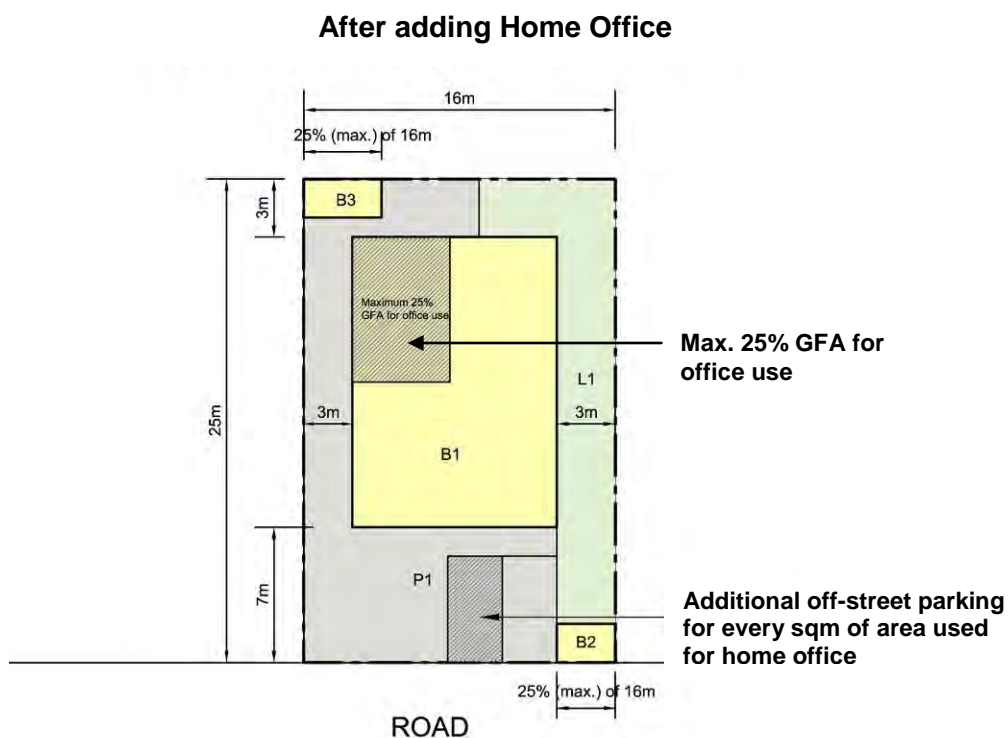 After adding Home Office
16m
25% (max.) of 16m
B3
3m
Maximum 25%
GFA for office use
Max. 25% GFA for
office use
L1
3m
3m
25m
B1
P1
7m
Additional off-street parking
for every sqm of area used
for home office
B2
25% (max.) of 16m
ROAD